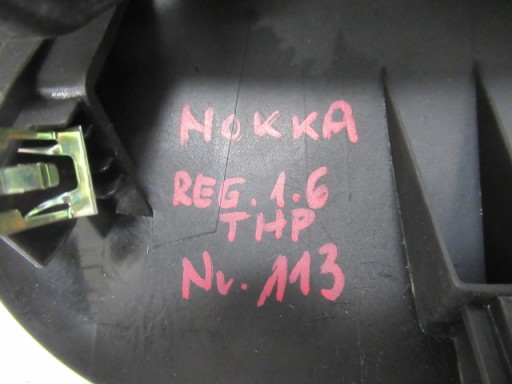 MOKKA
REG. 1.6
THP
Nr. 113